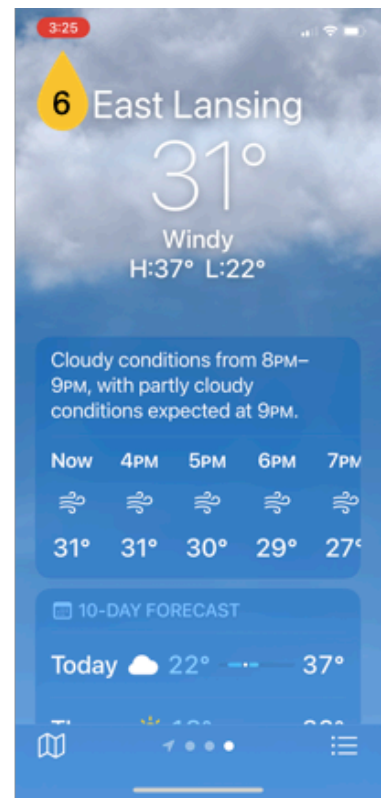 3:25
6
East Lansing
31°
Windy
H:37° L:22°
Cloudy conditions from 8PM–
9PM, with partly cloudy
conditions expected at 9PM.
Now 4PM 5PM 6PM 7PM
31° 31° 30° 29° 27°
10-DAY FORECAST
Today 22° 37°